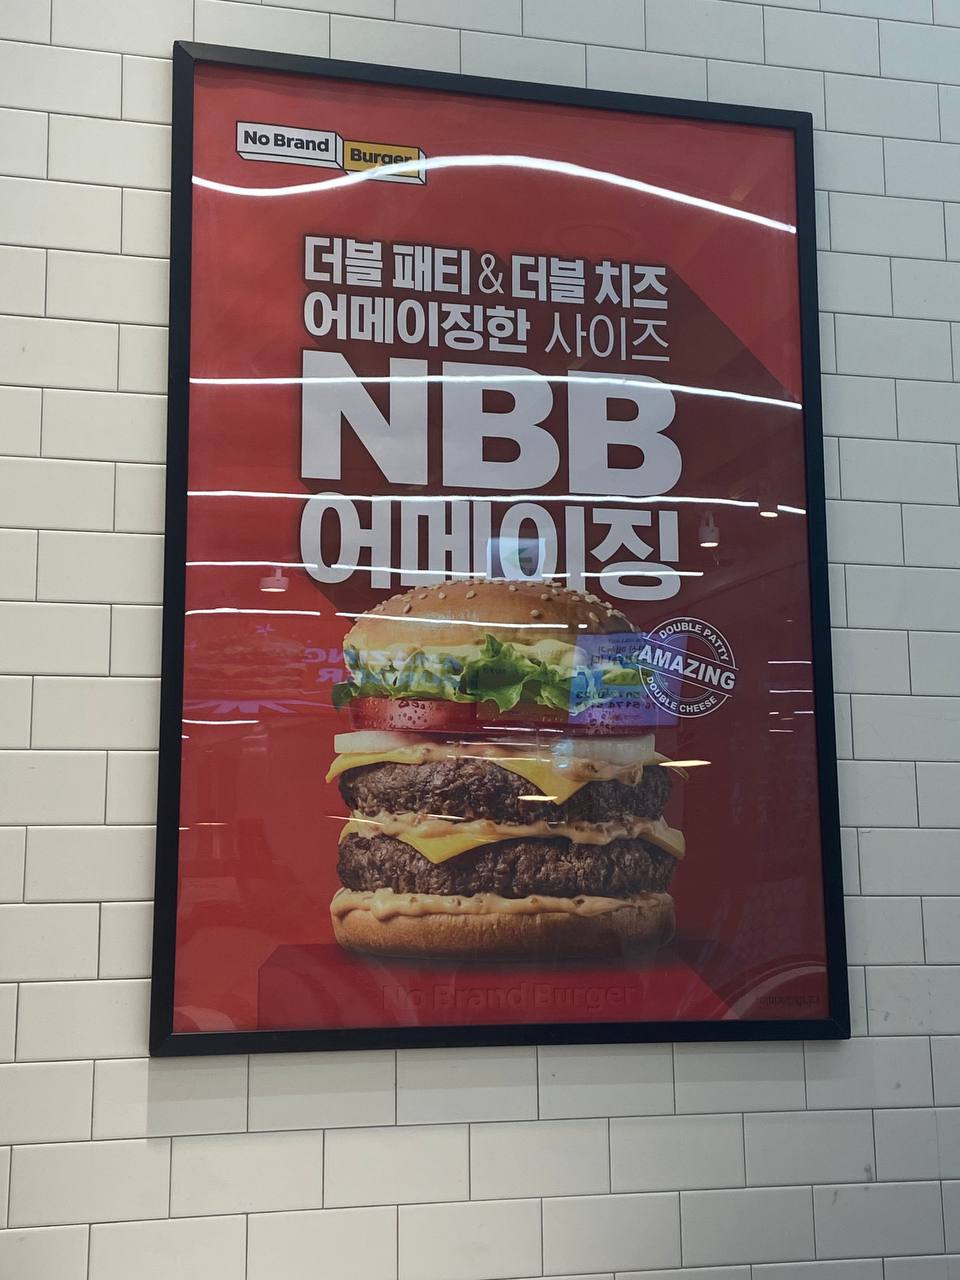 No Brand Burger
더블 패티 & 더블 치즈
어메이징한 사이즈
NBB
어메이징
DOUBLE PATTY
AMAZING
DOUBLE CHEESE
No Brand Burger